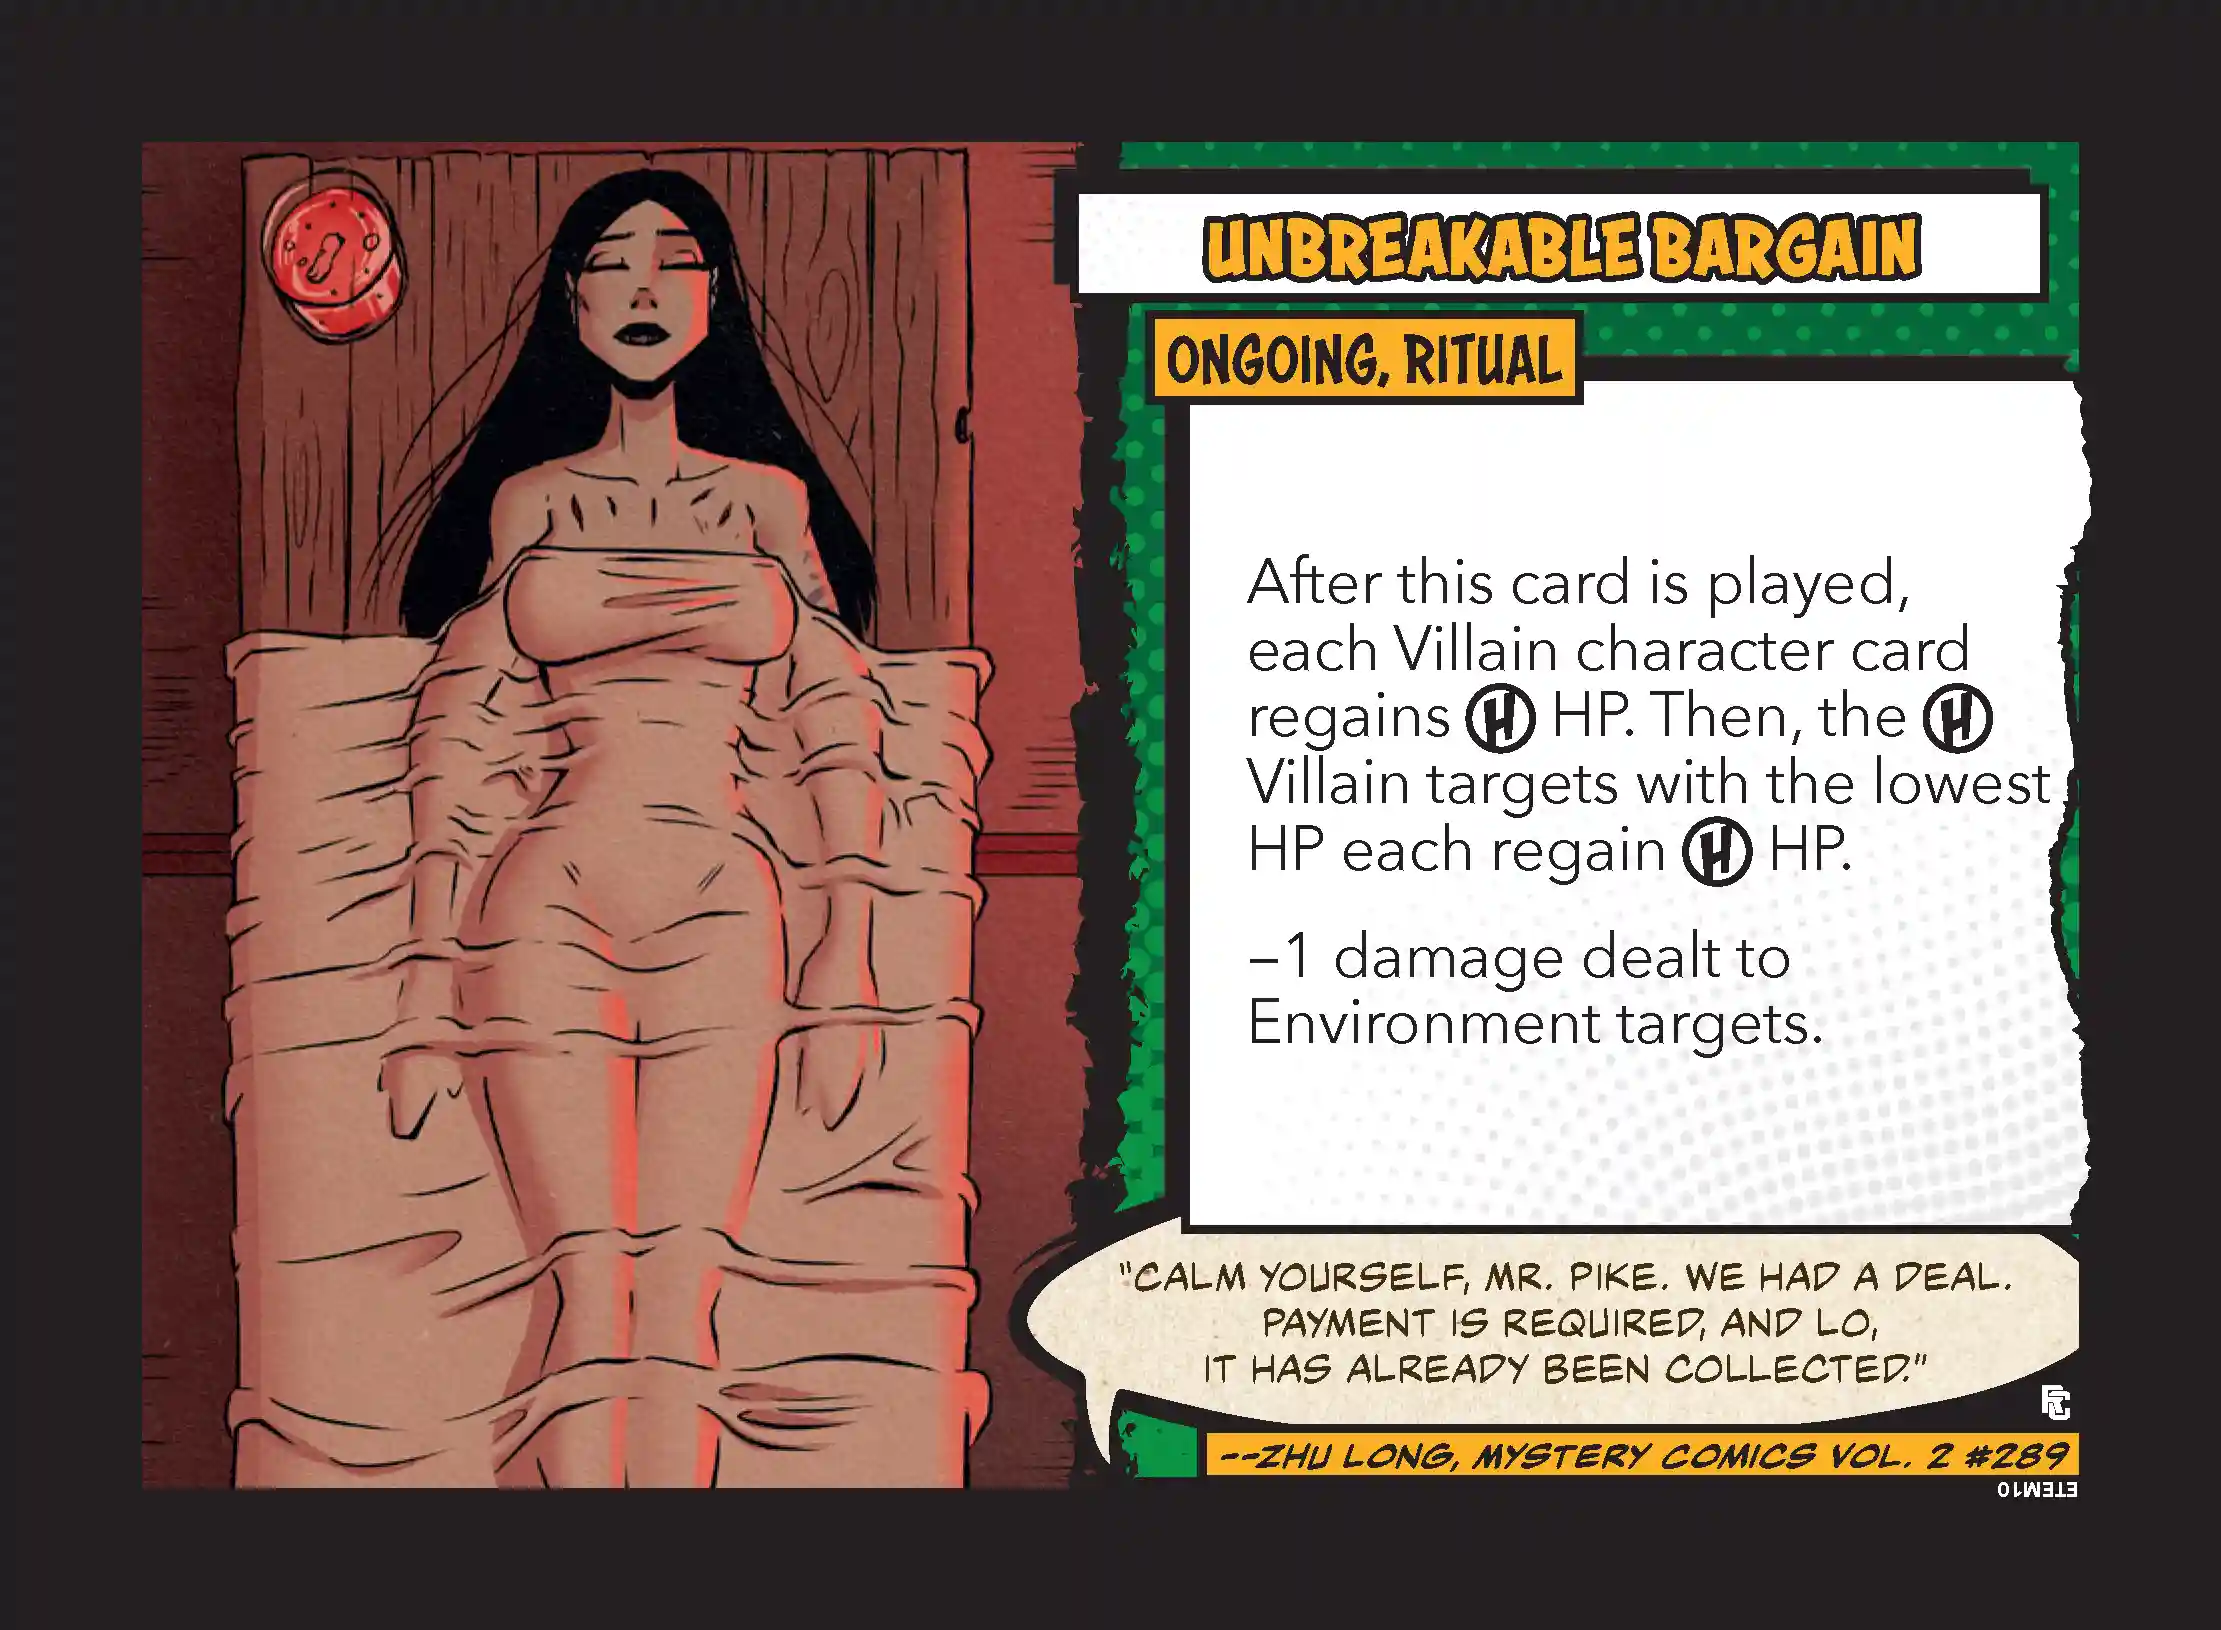 UNBREAKABLE BARGAIN
ONGOING, RITUAL
After this card is played,
each Villain character card
regains Ⓗ HP. Then, the Ⓗ
Villain targets with the lowest
HP each regain Ⓗ HP.
–1 damage dealt to
Environment targets.
"CALM YOURSELF, MR. PIKE. WE HAD A DEAL.
PAYMENT IS REQUIRED, AND LO,
IT HAS ALREADY BEEN COLLECTED."
--ZHU LONG, MYSTERY COMICS VOL. 2 #289
ETEM10